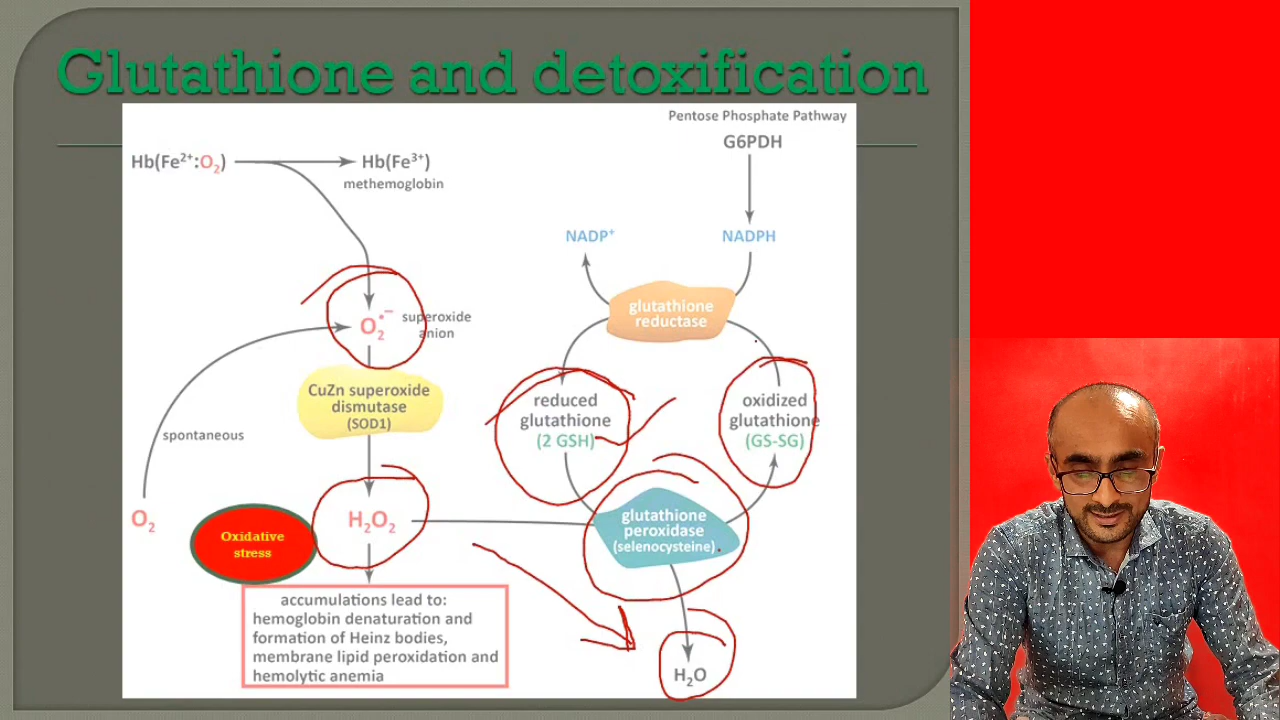 Glutathione and detoxification
Pentose Phosphate Pathway
G6PDH
Hb(Fe²⁺:O₂)
Hb(Fe³⁺)
methemoglobin
NADP⁺
NADPH
glutathione
reductase
O₂•⁻
superoxide
anion
CuZn superoxide
dismutase
(SOD1)
reduced
glutathione
(2 GSH)
oxidized
glutathione
(GS-SG)
spontaneous
O₂
H₂O₂
Oxidative
stress
glutathione
peroxidase
(selenocysteine)
accumulations lead to:
hemoglobin denaturation and
formation of Heinz bodies,
membrane lipid peroxidation and
hemolytic anemia
H₂O